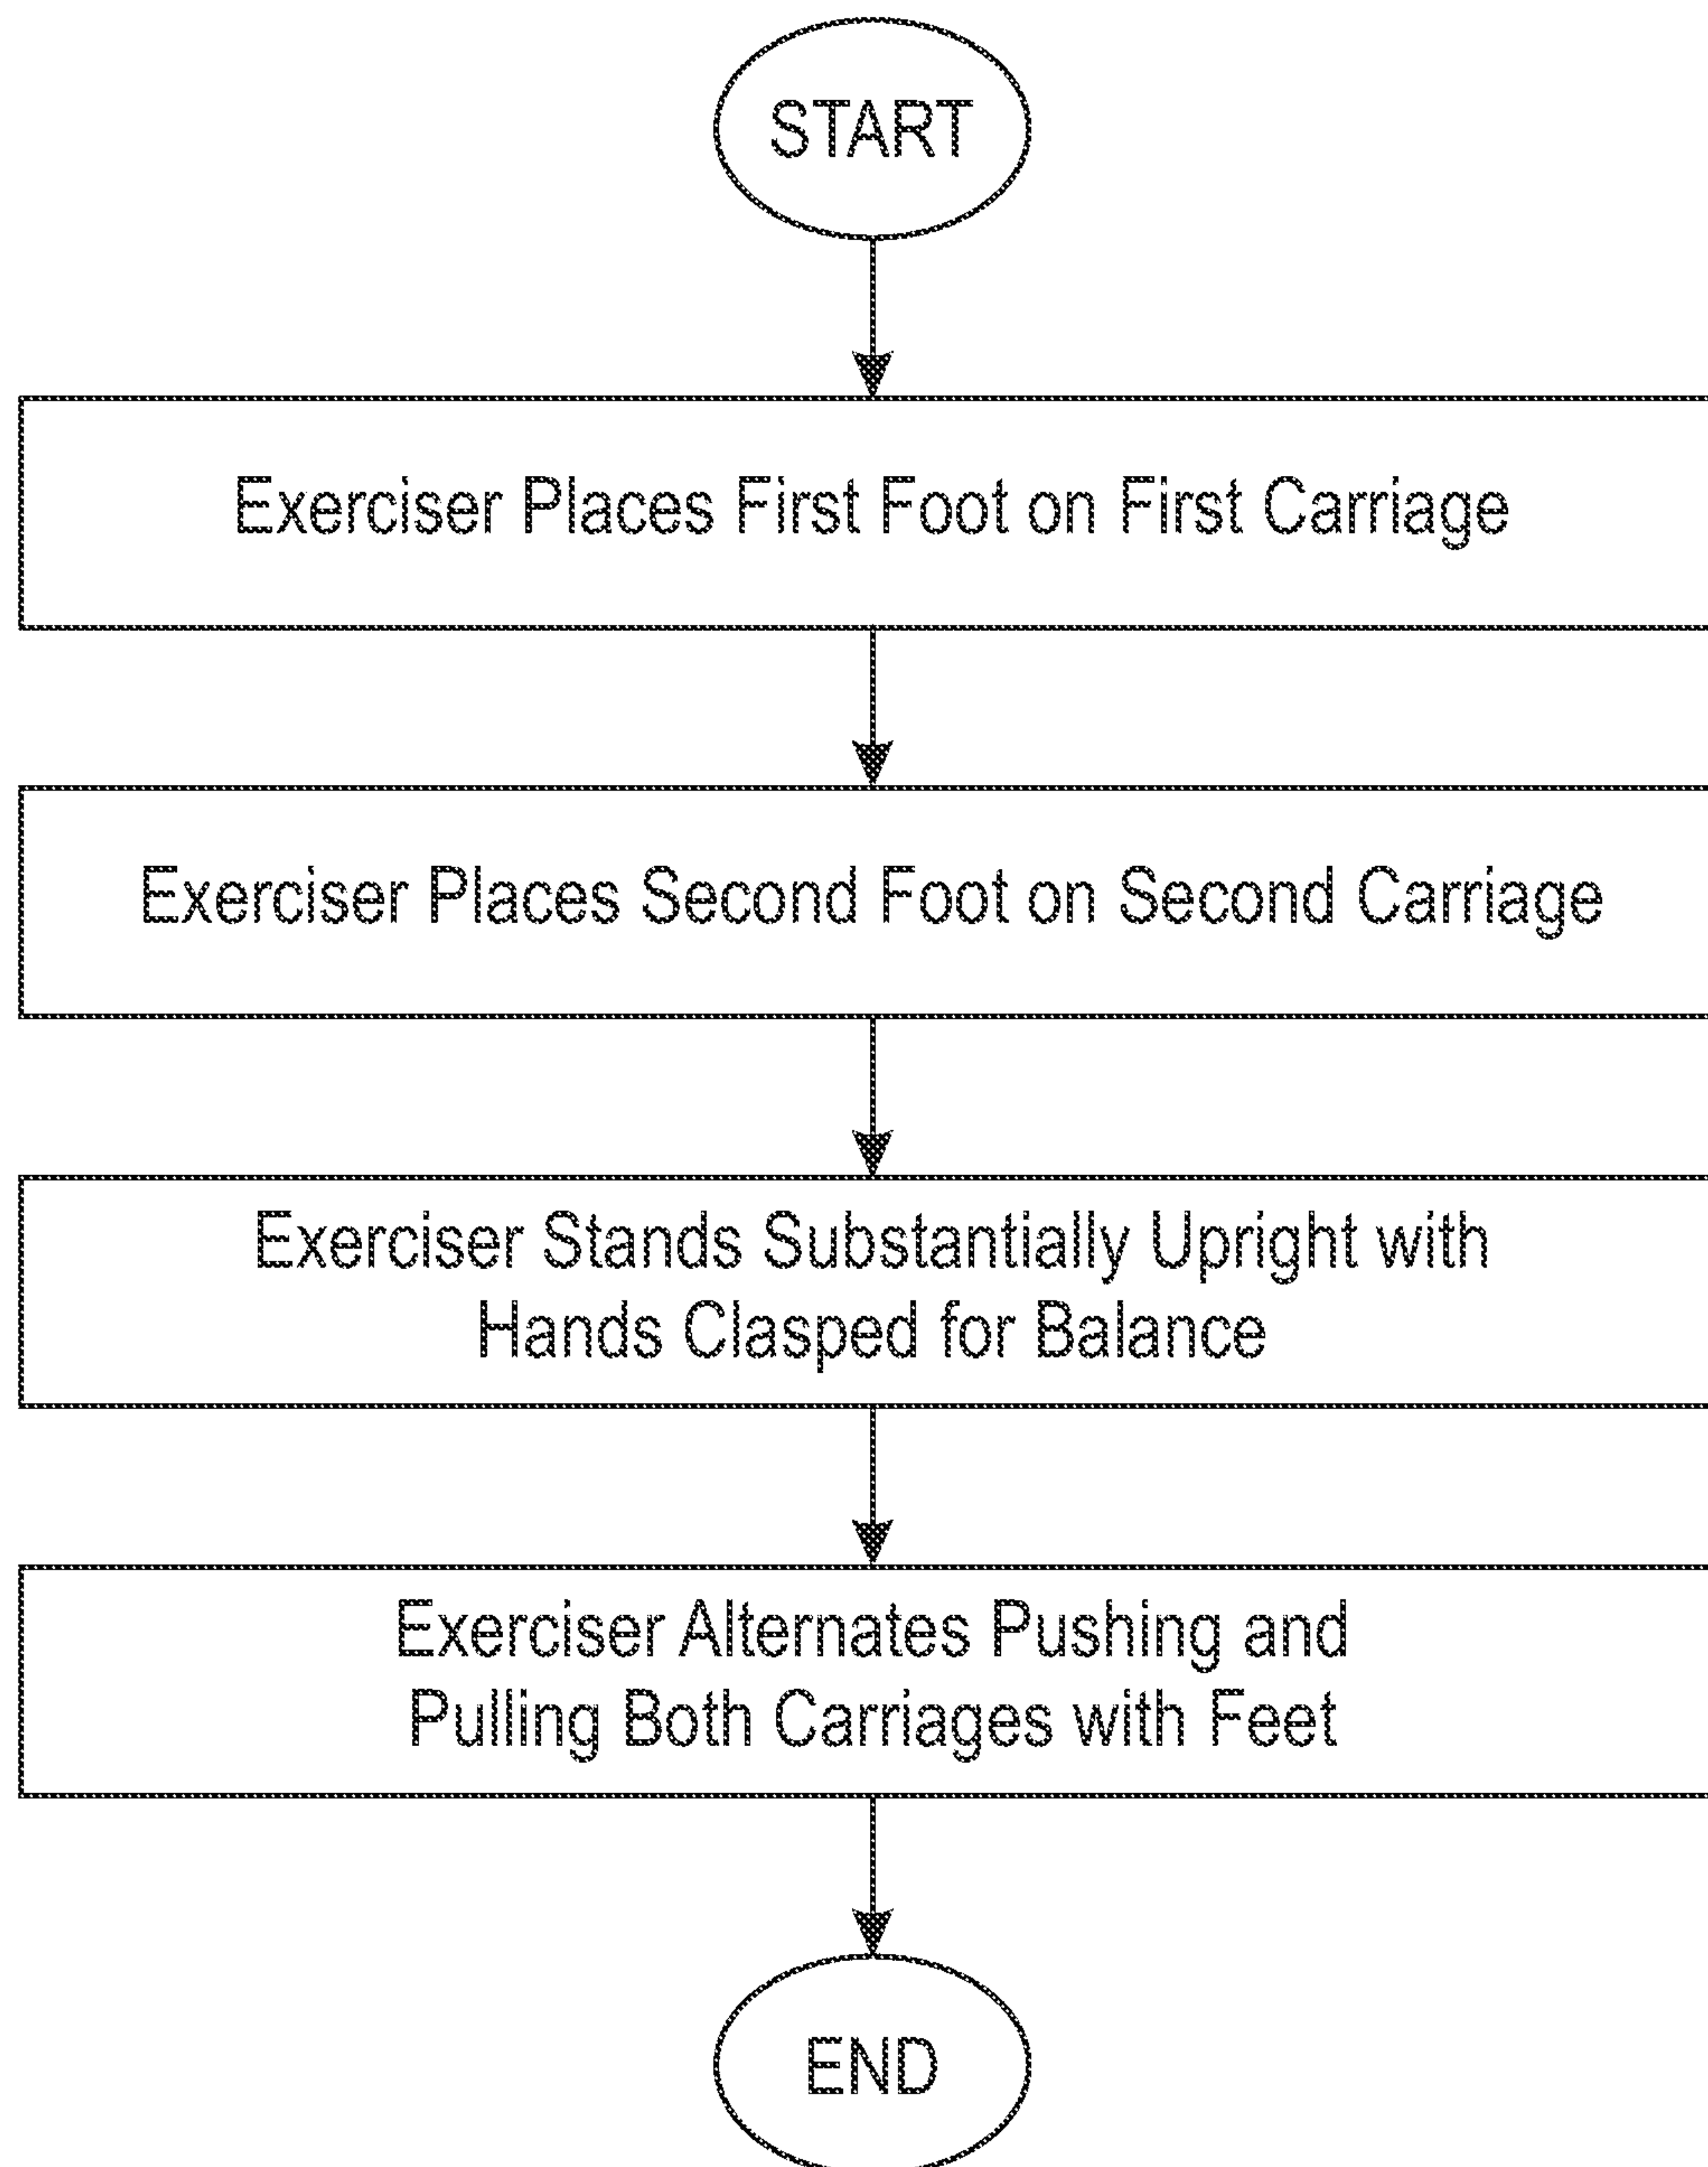 START
Exerciser Places First Foot on First Carriage
Exerciser Places Second Foot on Second Carriage
Exerciser Stands Substantially Upright with
Hands Clasped for Balance
Exerciser Alternates Pushing and
Pulling Both Carriages with Feet
END